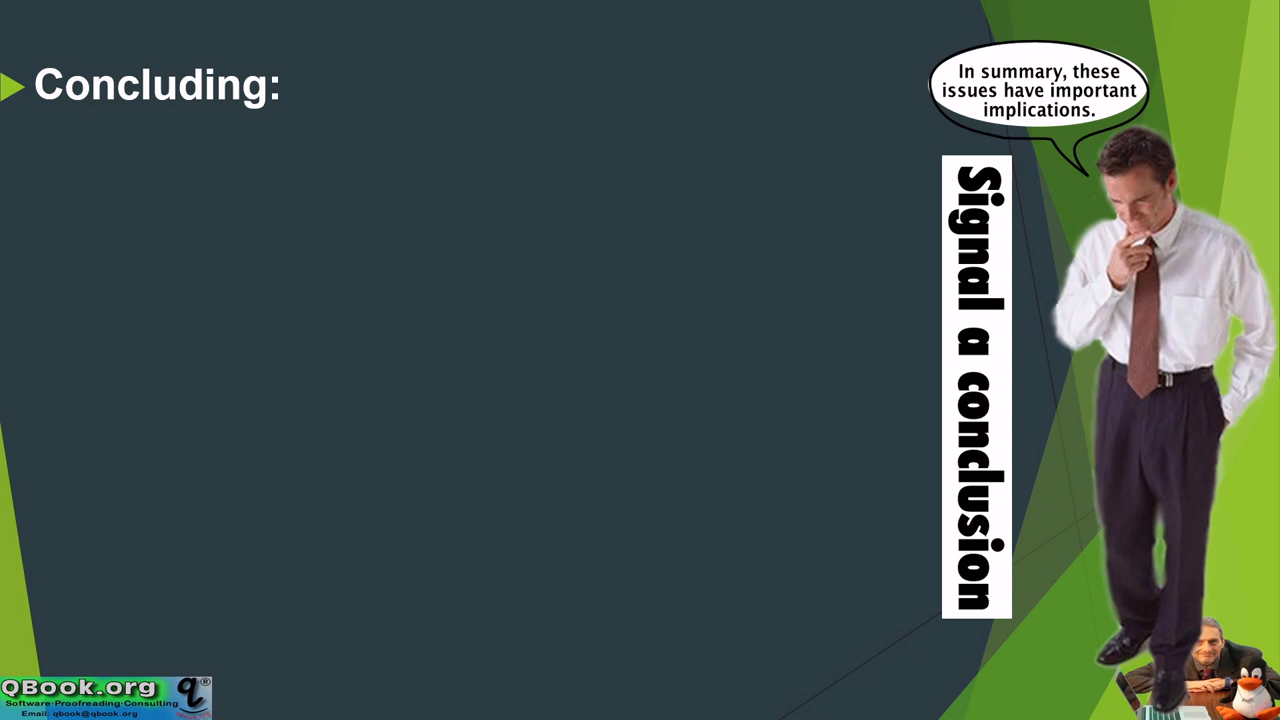 Concluding:
In summary, these
issues have important
implications.
Signal a conclusion
QBook.org
q®
Software·Proofreading·Consulting
Email: qbook@qbook.org